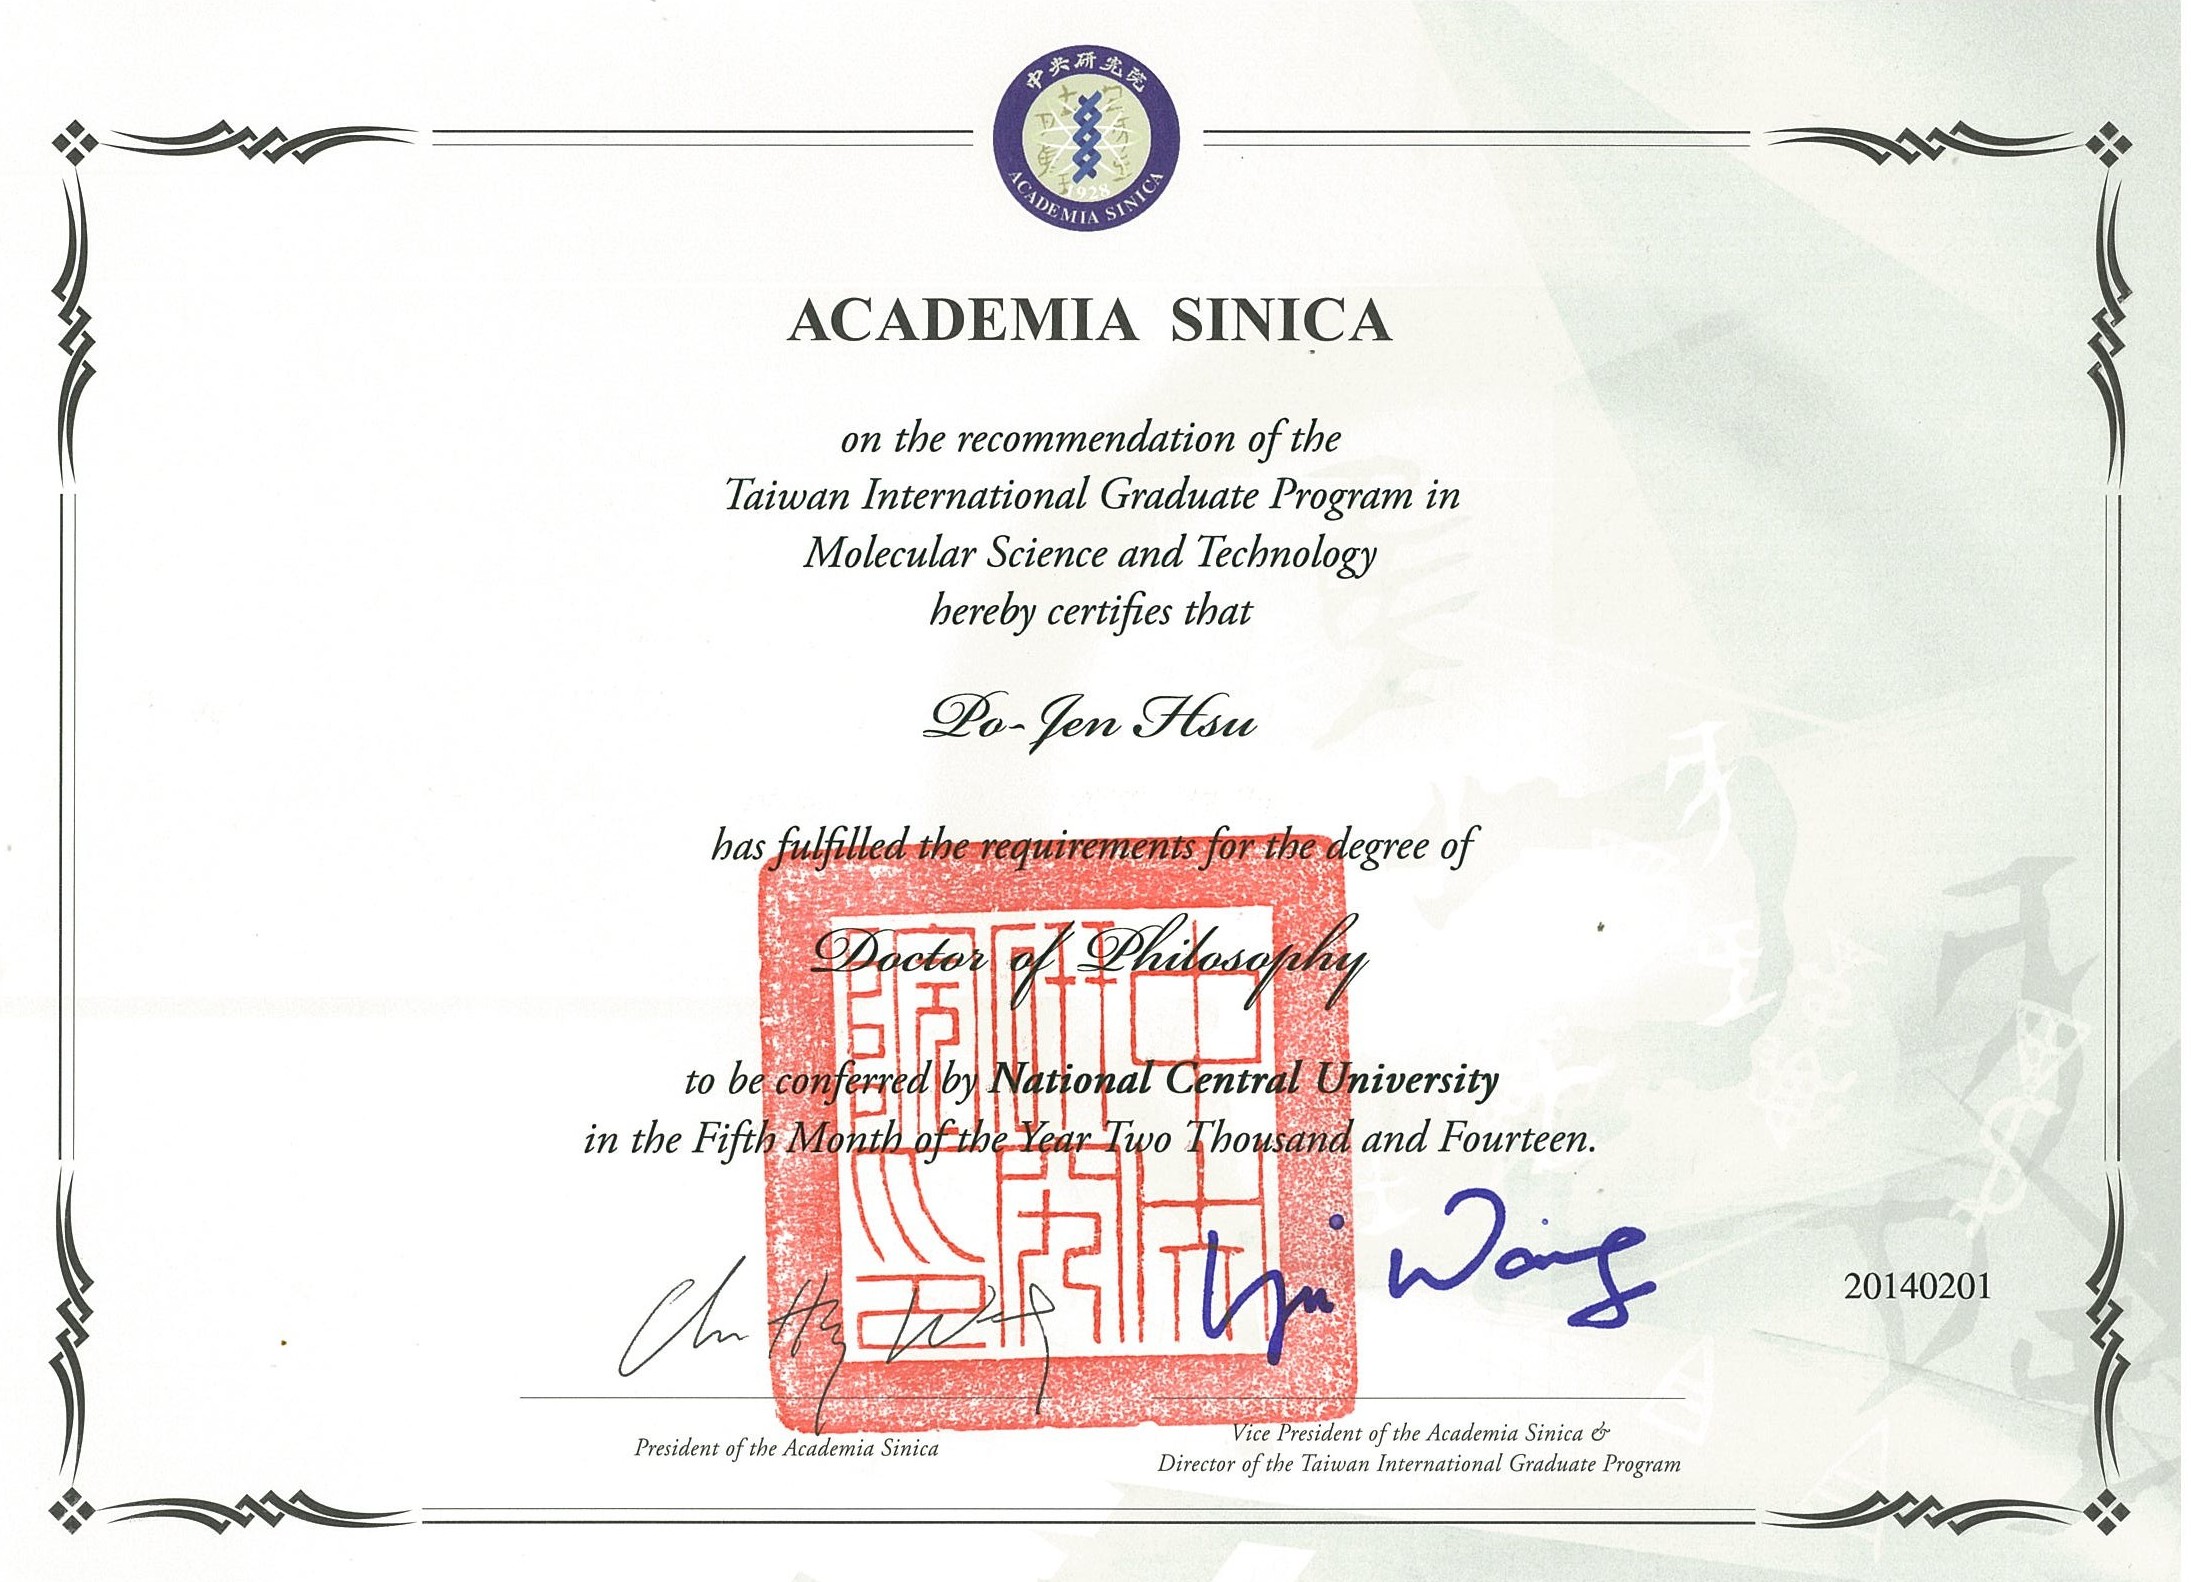 中央研究院
1928
ACADEMIA SINICA
ACADEMIA SINICA
on the recommendation of the
Taiwan International Graduate Program in
Molecular Science and Technology
hereby certifies that
Po-Jen Hsu
has fulfilled the requirements for the degree of
Doctor of Philosophy
to be conferred by National Central University
in the Fifth Month of the Year Two Thousand and Fourteen.
Yu Wang
20140201
President of the Academia Sinica
Vice President of the Academia Sinica &
Director of the Taiwan International Graduate Program